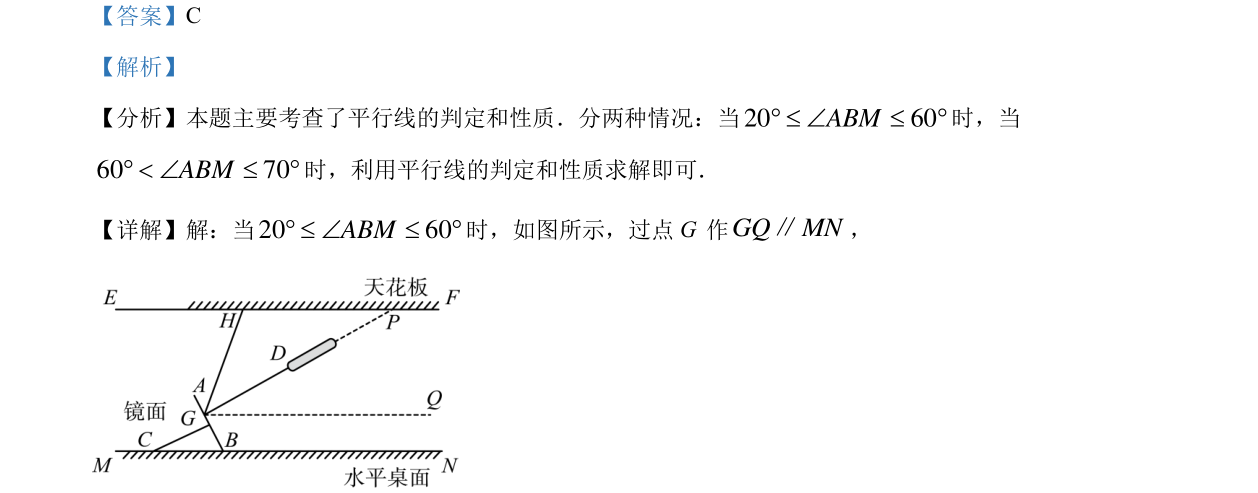 【答案】C
【解析】
【分析】本题主要考查了平行线的判定和性质．分两种情况：当20°≤∠ABM≤60°时，当
60°<∠ABM≤70°时，利用平行线的判定和性质求解即可．
【详解】解：当20°≤∠ABM≤60°时，如图所示，过点 G 作GQ∥MN，
天花板
E F
H P
D
A
Q
镜面 G
C B
M N
水平桌面